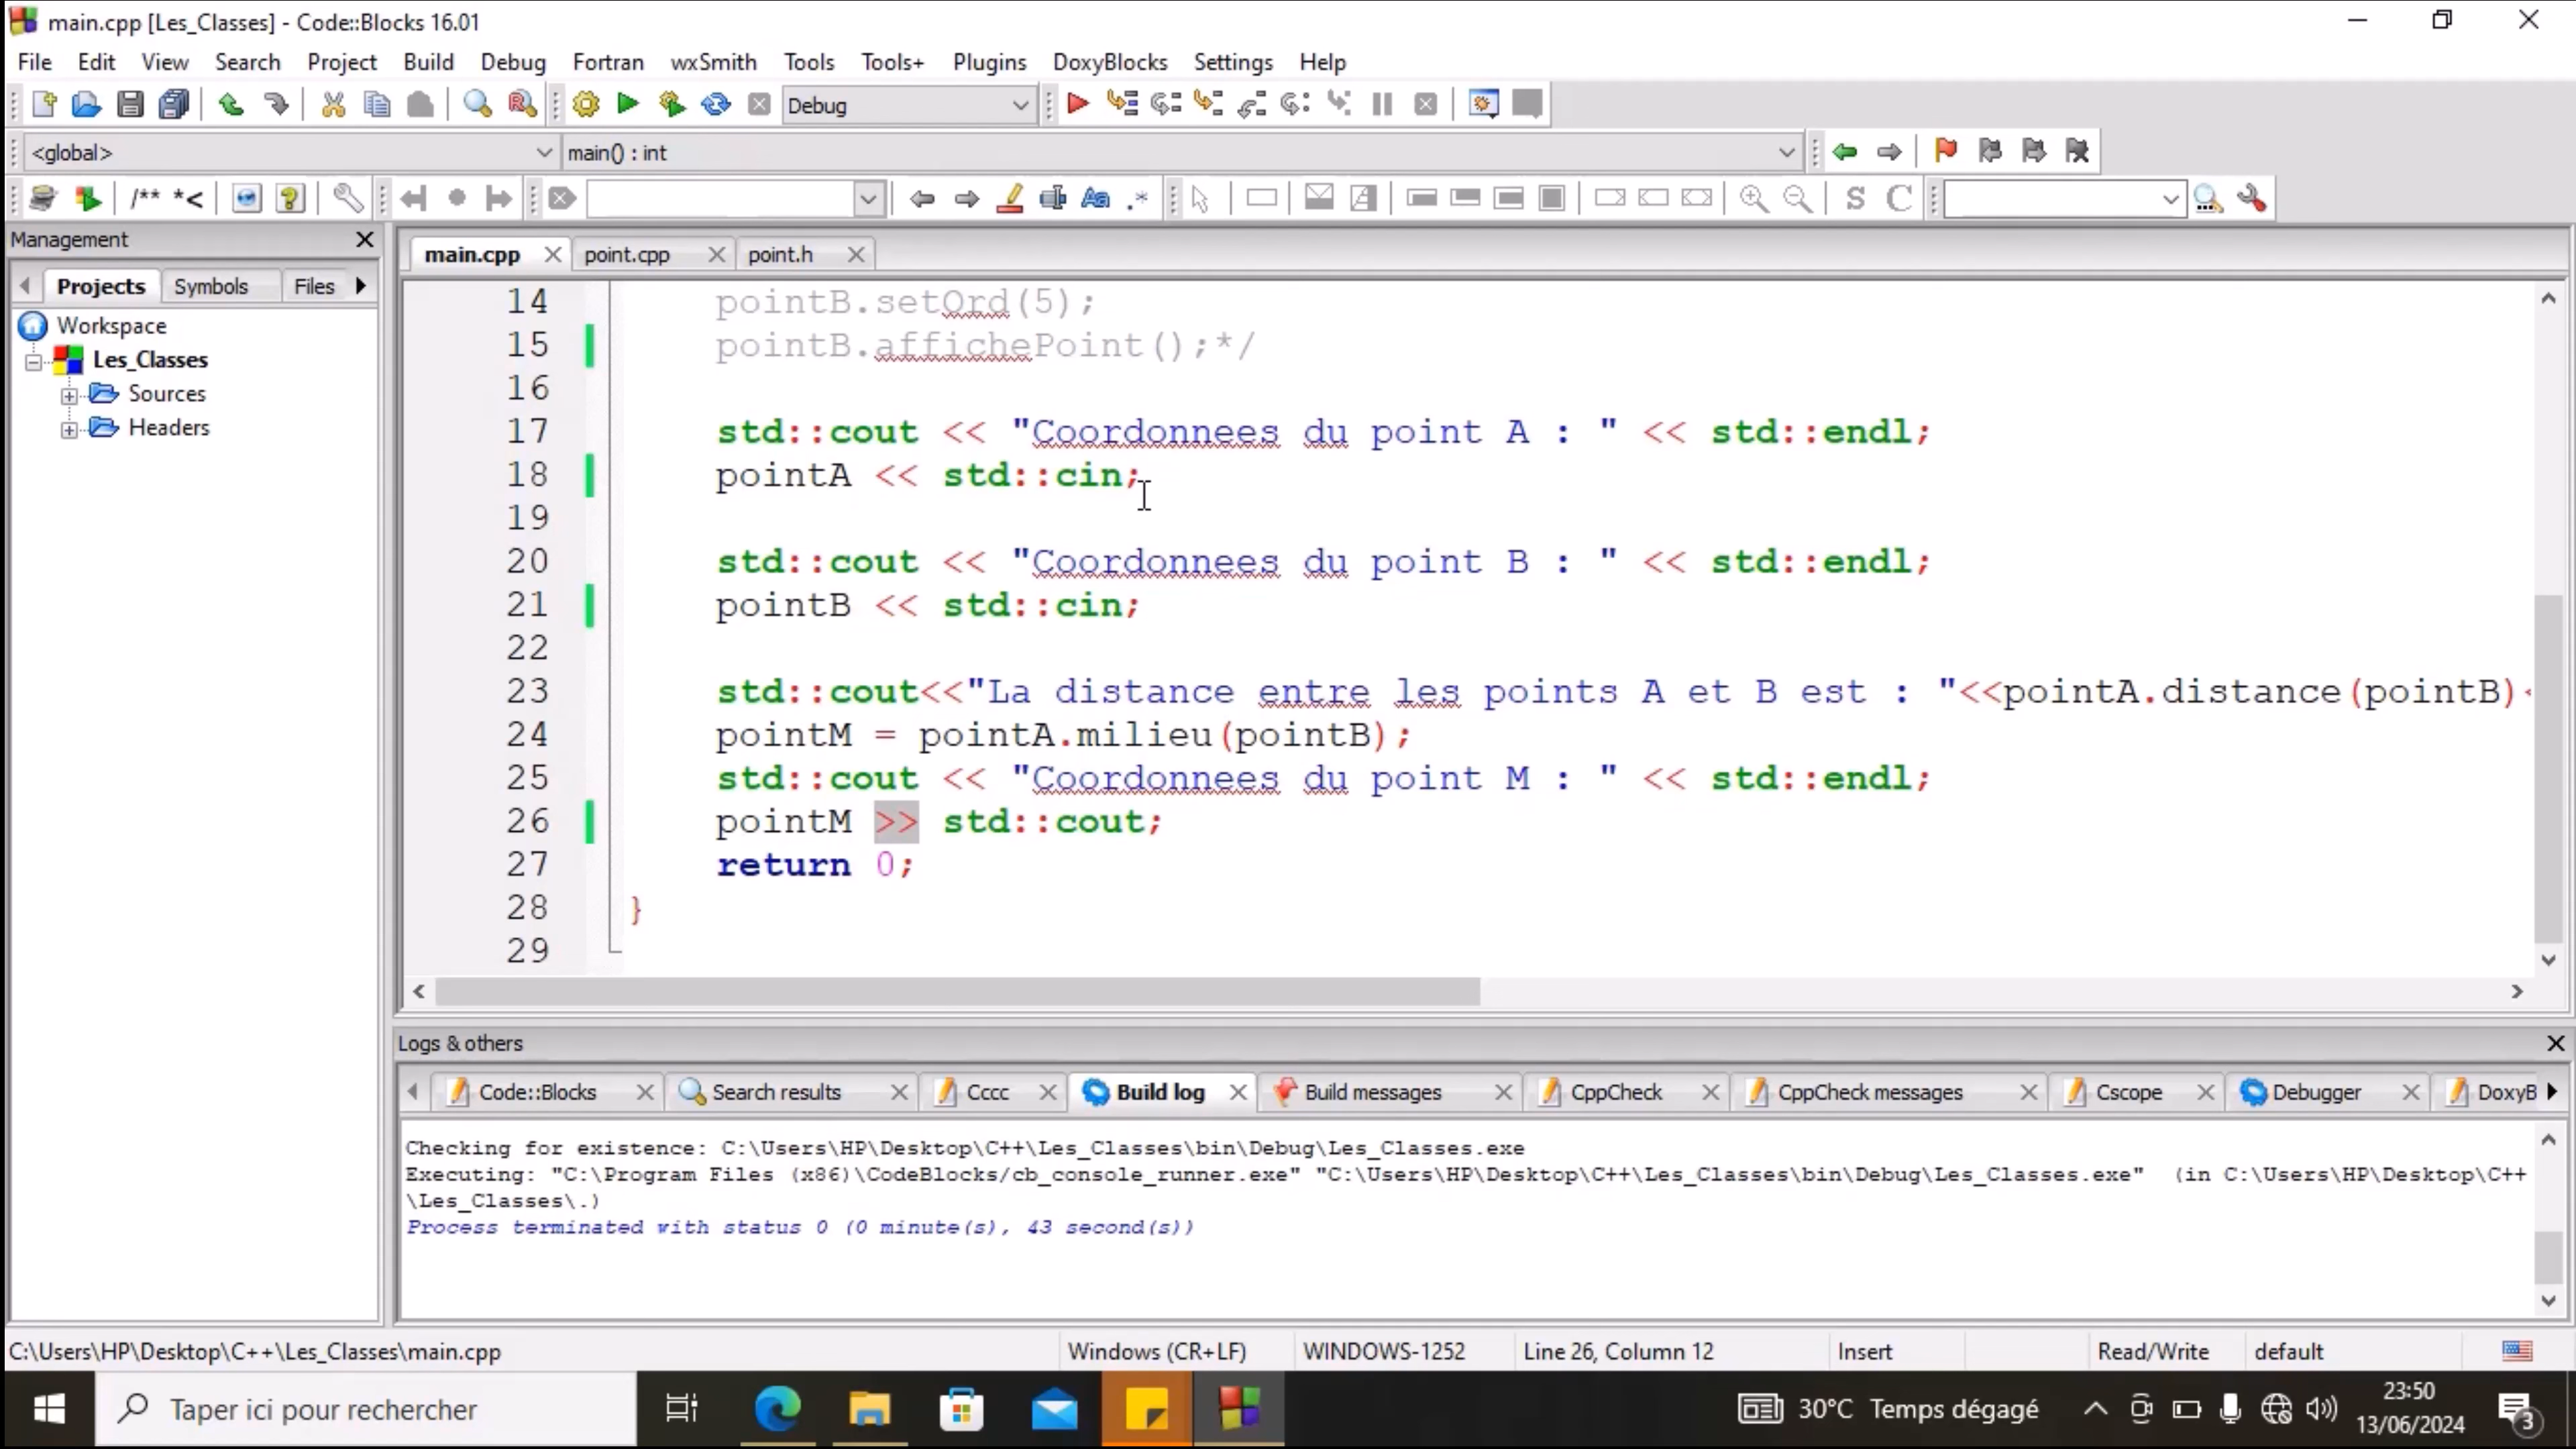 main.cpp [Les_Classes] - Code::Blocks 16.01
File Edit View Search Project Build Debug Fortran wxSmith Tools Tools+ Plugins DoxyBlocks Settings Help
Debug
<global> main() : int
/** *<
S C
Management
main.cpp point.cpp point.h
Projects Symbols Files
Workspace
Les_Classes
Sources
Headers
14 pointB.setOrd(5);
15 pointB.affichePoint();*/
16
17 std::cout << "Coordonnees du point A : " << std::endl;
18 pointA << std::cin;
19
20 std::cout << "Coordonnees du point B : " << std::endl;
21 pointB << std::cin;
22
23 std::cout<<"La distance entre les points A et B est : "<<pointA.distance(pointB)
24 pointM = pointA.milieu(pointB);
25 std::cout << "Coordonnees du point M : " << std::endl;
26 pointM >> std::cout;
27 return 0;
28 }
29
Logs & others
Code::Blocks Search results Cccc Build log Build messages CppCheck CppCheck messages Cscope Debugger DoxyB
Checking for existence: C:\Users\HP\Desktop\C++\Les_Classes\bin\Debug\Les_Classes.exe
Executing: "C:\Program Files (x86)\CodeBlocks/cb_console_runner.exe" "C:\Users\HP\Desktop\C++\Les_Classes\bin\Debug\Les_Classes.exe" (in C:\Users\HP\Desktop\C++
\Les_Classes\.)
Process terminated with status 0 (0 minute(s), 43 second(s))
C:\Users\HP\Desktop\C++\Les_Classes\main.cpp Windows (CR+LF) WINDOWS-1252 Line 26, Column 12 Insert Read/Write default
Taper ici pour rechercher
30°C Temps dégagé
23:50
13/06/2024
3